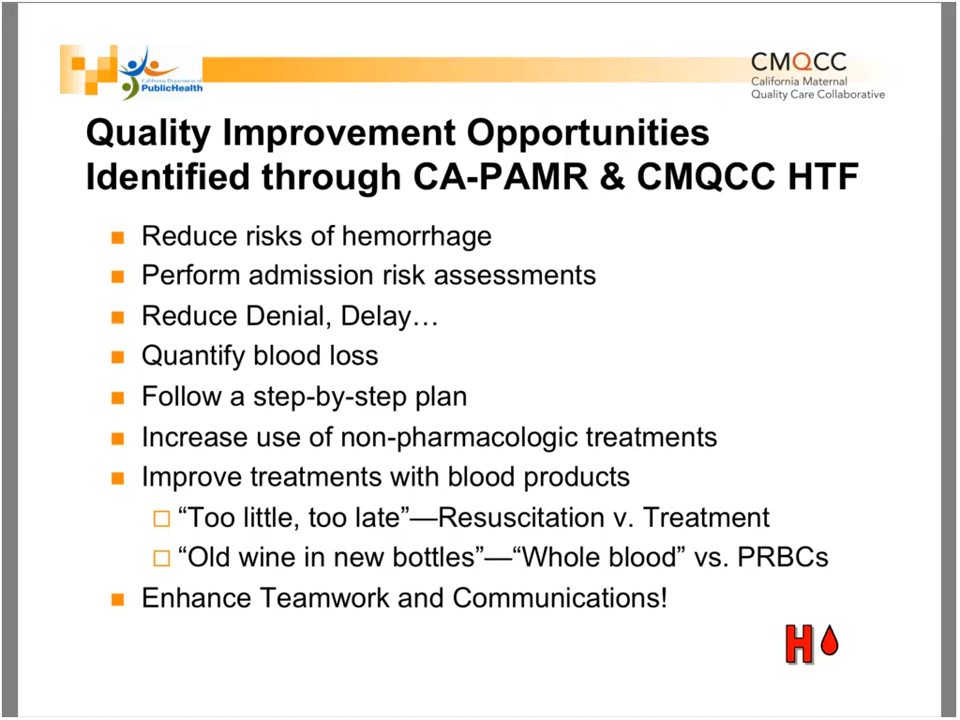 California Department of
PublicHealth
CMQCC
California Maternal
Quality Care Collaborative
Quality Improvement Opportunities
Identified through CA-PAMR & CMQCC HTF
Reduce risks of hemorrhage
Perform admission risk assessments
Reduce Denial, Delay…
Quantify blood loss
Follow a step-by-step plan
Increase use of non-pharmacologic treatments
Improve treatments with blood products
“Too little, too late”—Resuscitation v. Treatment
“Old wine in new bottles”—“Whole blood” vs. PRBCs
Enhance Teamwork and Communications!
H